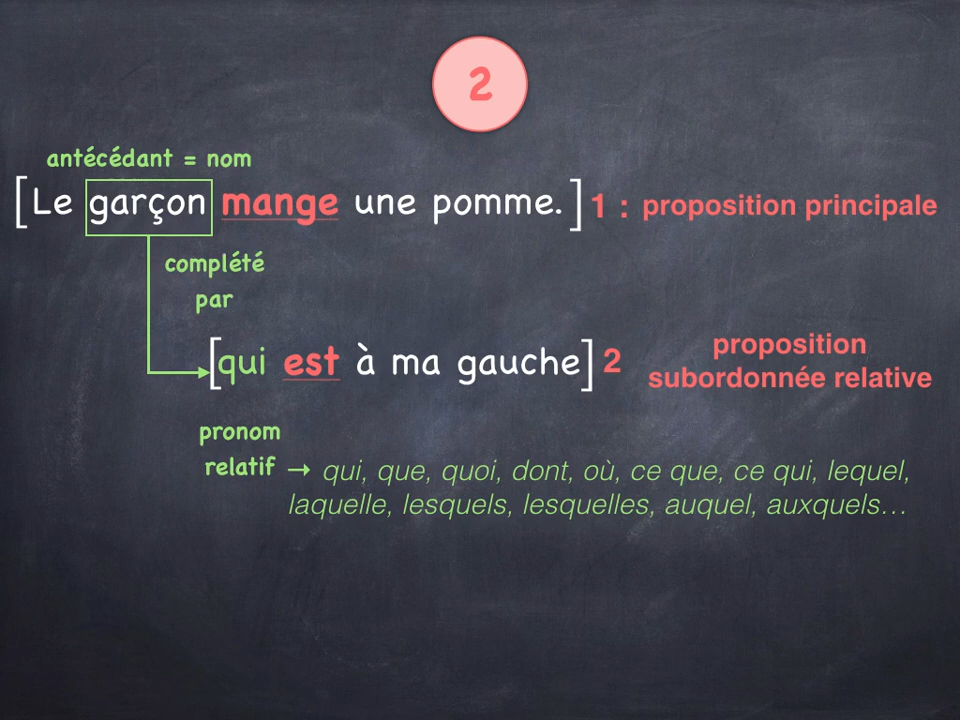 2
antécédant = nom
[Le garçon mange une pomme.] 1 : proposition principale
complété
par
[qui est à ma gauche] 2
proposition
subordonnée relative
pronom
relatif
→ qui, que, quoi, dont, où, ce que, ce qui, lequel,
laquelle, lesquels, lesquelles, auquel, auxquels…